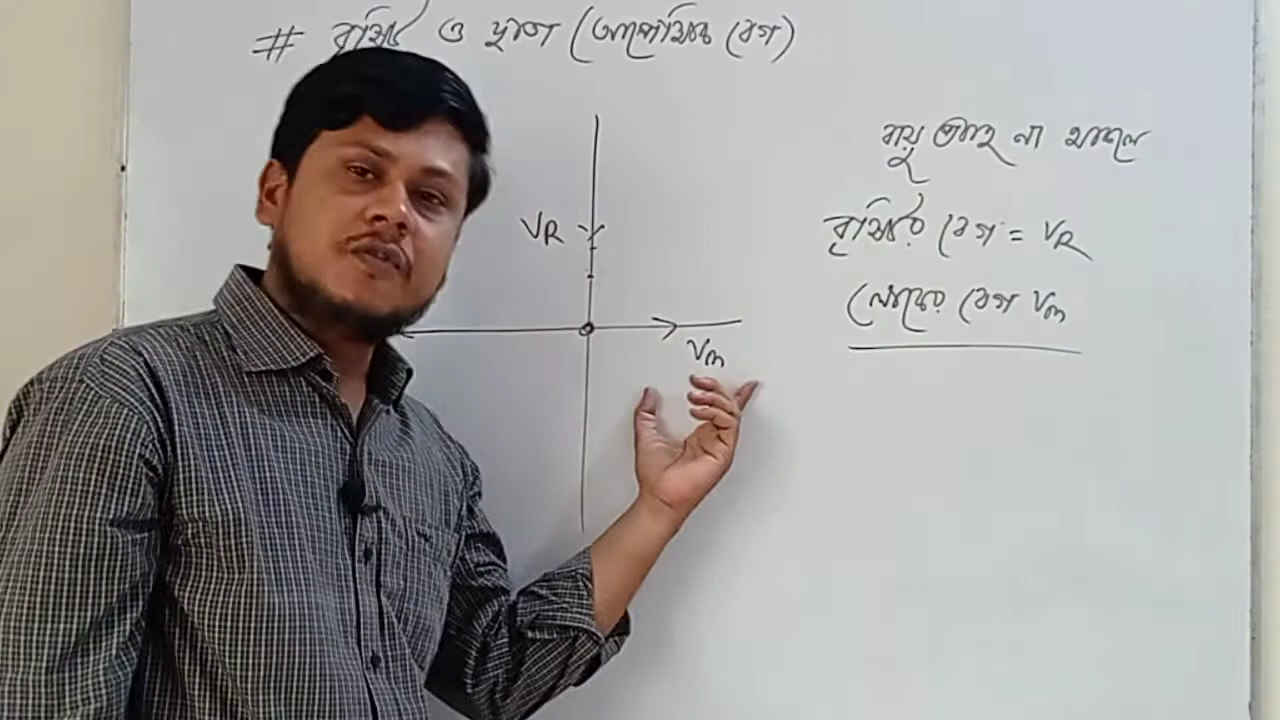 # বৃষ্টি ও ছাতা (আপেক্ষিক বেগ)
VR
Vm
বায়ু প্রবাহ না থাকলে
বৃষ্টির বেগ = VR
লোকের বেগ Vm